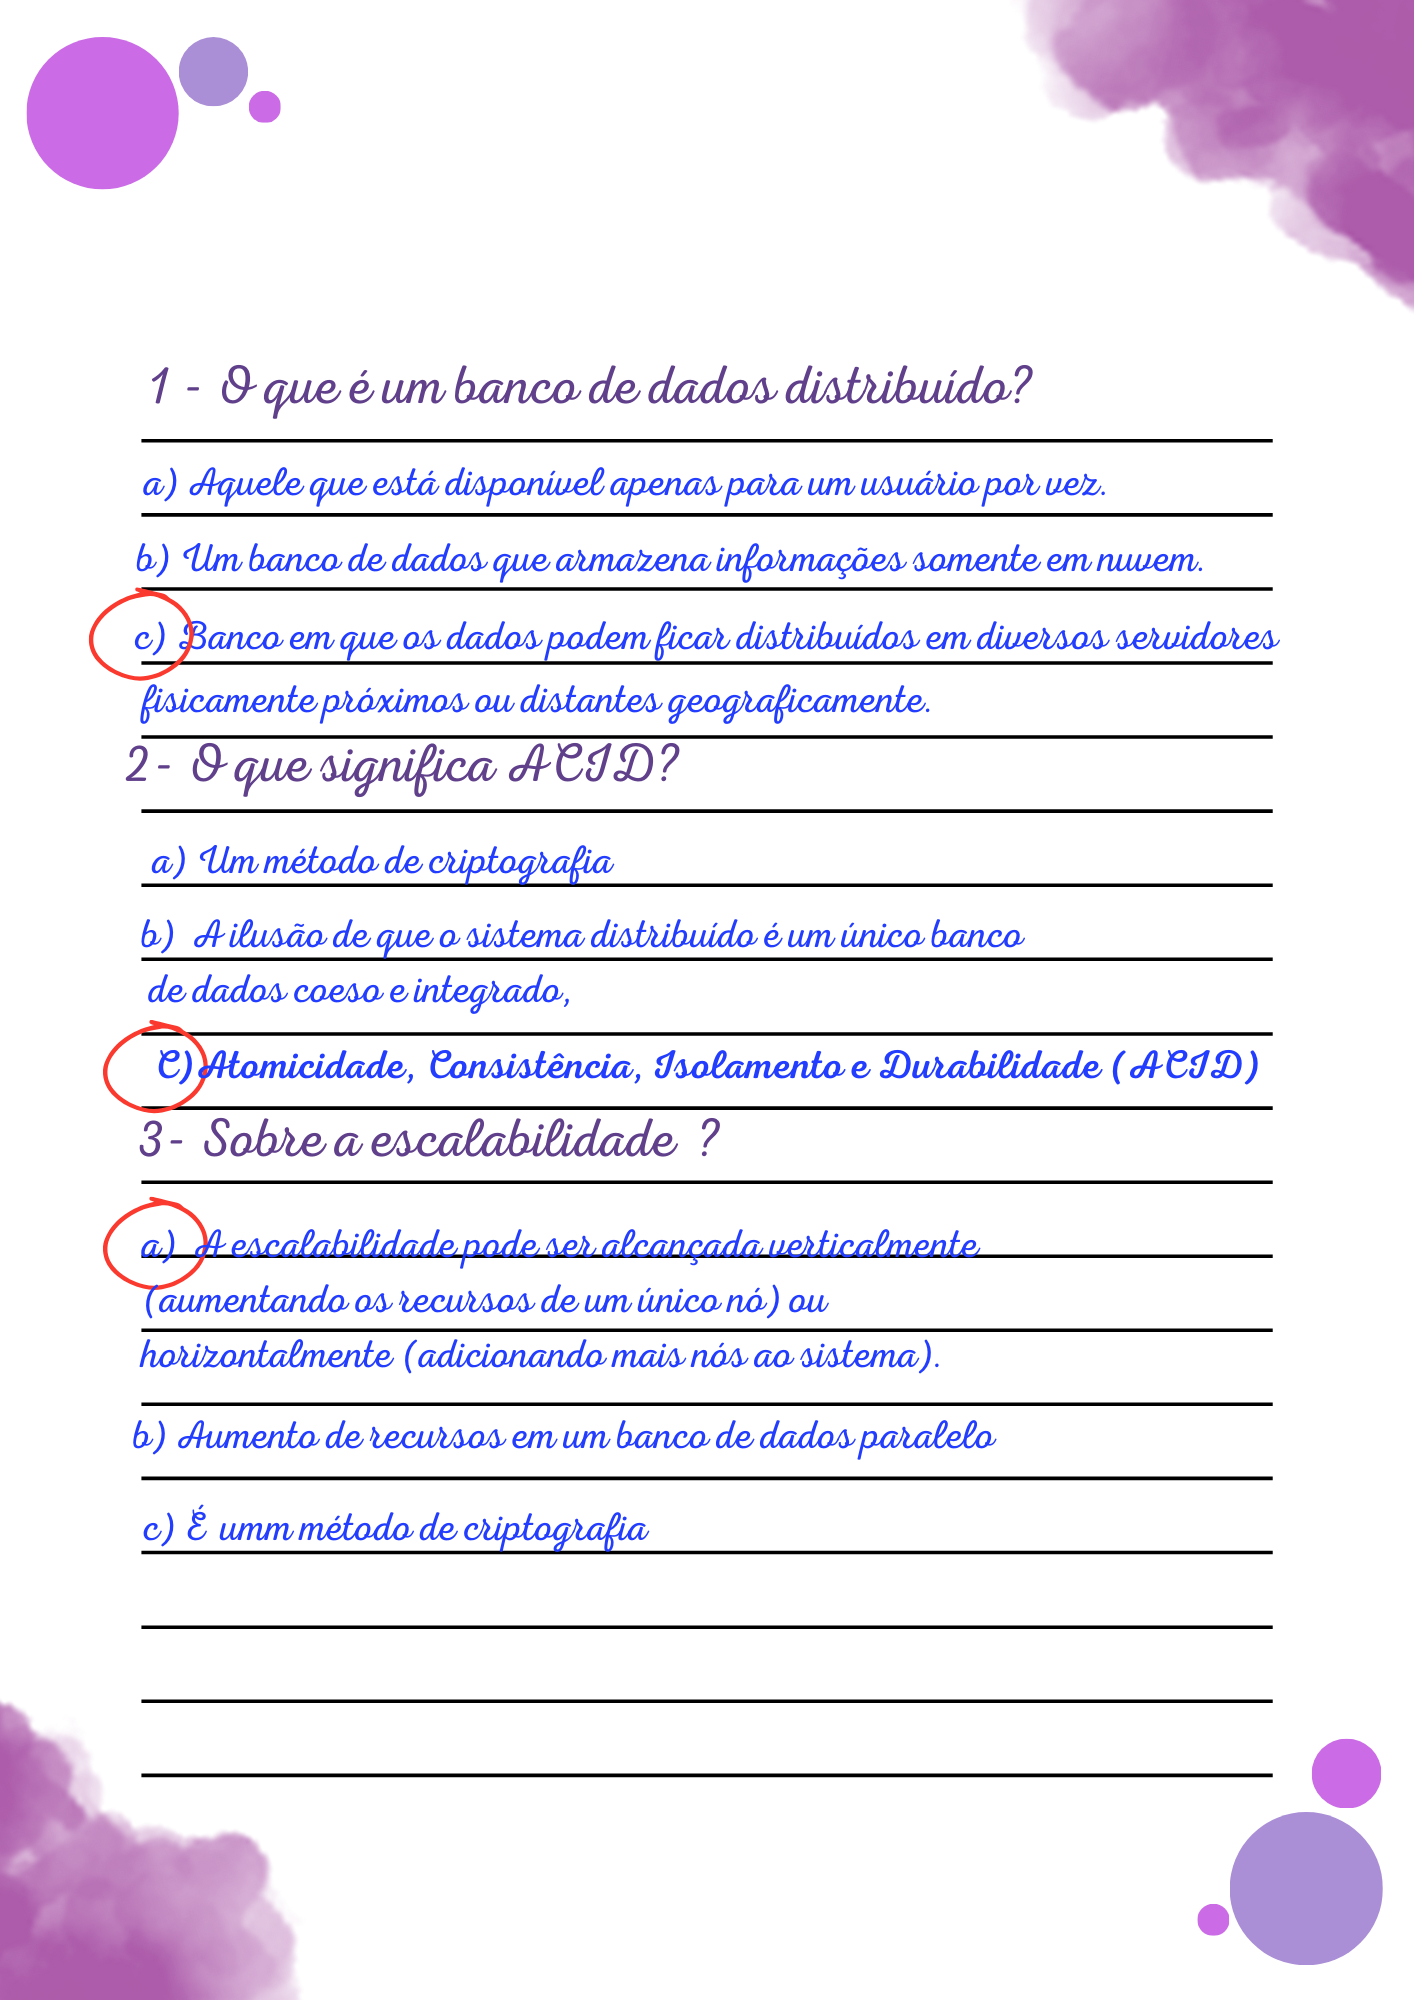 1 - O que é um banco de dados distribuído?
a) Aquele que está disponível apenas para um usuário por vez.
b) Um banco de dados que armazena informações somente em nuvem.
c) Banco em que os dados podem ficar distribuídos em diversos servidores
fisicamente próximos ou distantes geograficamente.
2- O que significa ACID?
a) Um método de criptografia
b) A ilusão de que o sistema distribuído é um único banco
de dados coeso e integrado,
C) Atomicidade, Consistência, Isolamento e Durabilidade (ACID)
3- Sobre a escalabilidade ?
a) A escalabilidade pode ser alcançada verticalmente
(aumentando os recursos de um único nó) ou
horizontalmente (adicionando mais nós ao sistema).
b) Aumento de recursos em um banco de dados paralelo
c) É umm método de criptografia